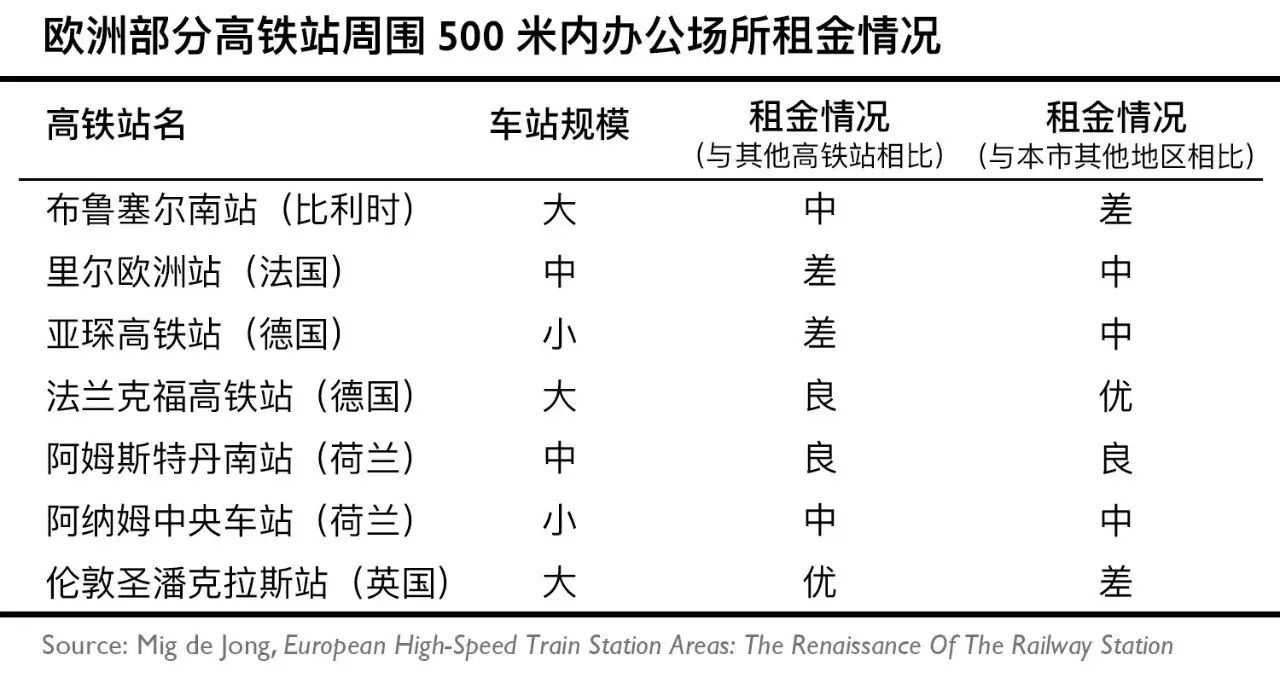 欧洲部分高铁站周围 500 米内办公场所租金情况
高铁站名 车站规模 租金情况 租金情况
(与其他高铁站相比) (与本市其他地区相比)
布鲁塞尔南站（比利时） 大 中 差
里尔欧洲站（法国） 中 差 中
亚琛高铁站（德国） 小 差 中
法兰克福高铁站（德国） 大 良 优
阿姆斯特丹南站（荷兰） 中 良 良
阿纳姆中央车站（荷兰） 小 中 中
伦敦圣潘克拉斯站（英国） 大 优 差
Source: Mig de Jong, European High-Speed Train Station Areas: The Renaissance Of The Railway Station